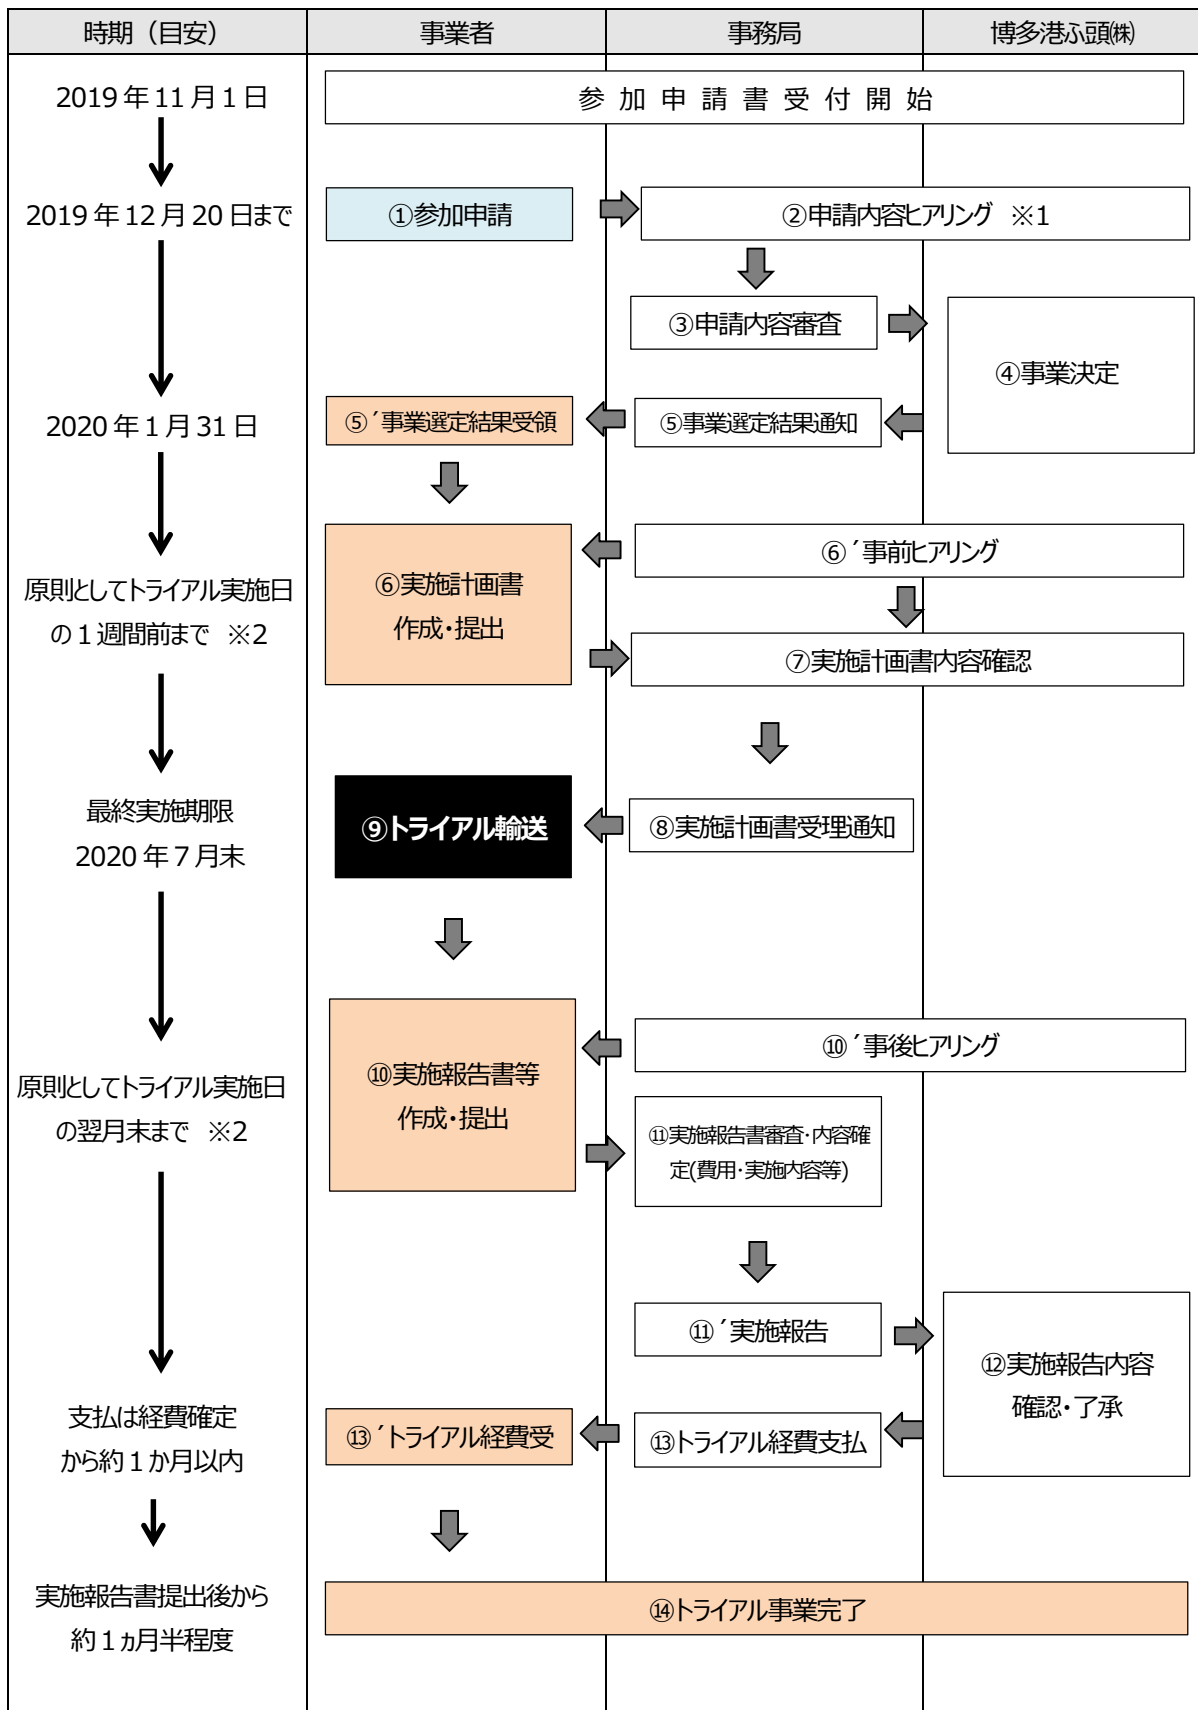 時期（目安）
事業者
事務局
博多港ふ頭㈱
2019年11月1日
参加申請書受付開始
2019年12月20日まで
①参加申請
②申請内容ヒアリング ※1
③申請内容審査
④事業決定
2020年1月31日
⑤´事業選定結果受領
⑤事業選定結果通知
⑥´事前ヒアリング
原則としてトライアル実施日
の1週間前まで ※2
⑥実施計画書
作成・提出
⑦実施計画書内容確認
最終実施期限
2020年7月末
⑨トライアル輸送
⑧実施計画書受理通知
⑩´事後ヒアリング
原則としてトライアル実施日
の翌月末まで ※2
⑩実施報告書等
作成・提出
⑪実施報告書審査・内容確
定(費用・実施内容等)
⑪´実施報告
⑫実施報告内容
確認・了承
支払は経費確定
から約1か月以内
⑬´トライアル経費受
⑬トライアル経費支払
実施報告書提出後から
約1ヵ月半程度
⑭トライアル事業完了